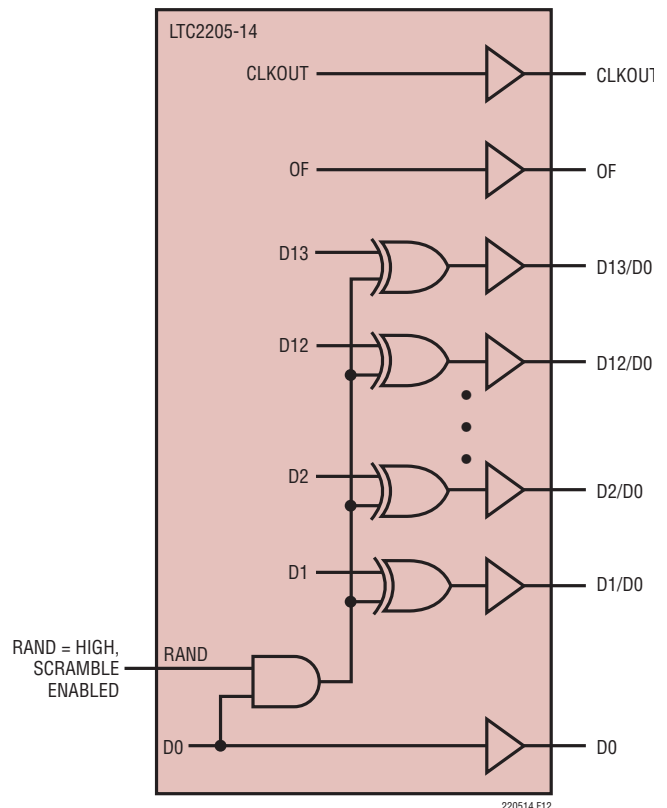 LTC2205-14
CLKOUT
CLKOUT
OF
OF
D13
D13/D0
D12
D12/D0
D2
D2/D0
D1
D1/D0
RAND = HIGH,
SCRAMBLE
ENABLED
RAND
D0
D0
220514 F12